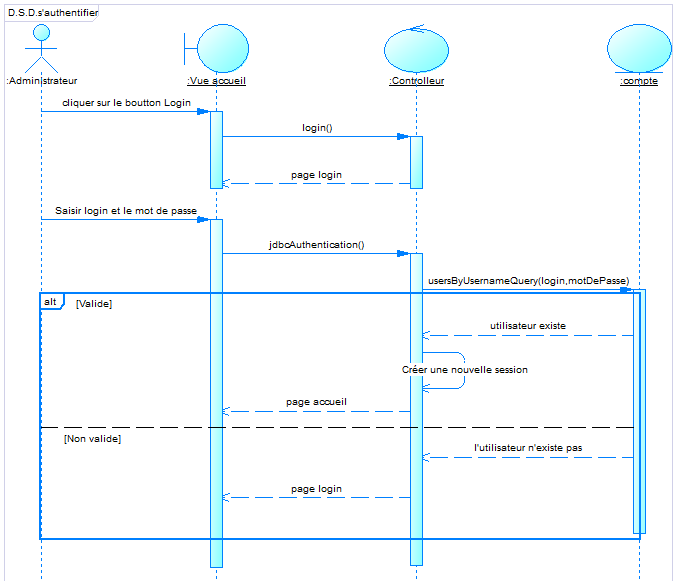 D.S.D.s'authentifier
:Administrateur
:Vue accueil
:Controlleur
:compte
cliquer sur le boutton Login
login()
page login
Saisir login et le mot de passe
jdbcAuthentication()
usersByUsernameQuery(login,motDePasse)
alt
[Valide]
utilisateur existe
Créer une nouvelle session
page accueil
[Non valide]
l'utilisateur n'existe pas
page login